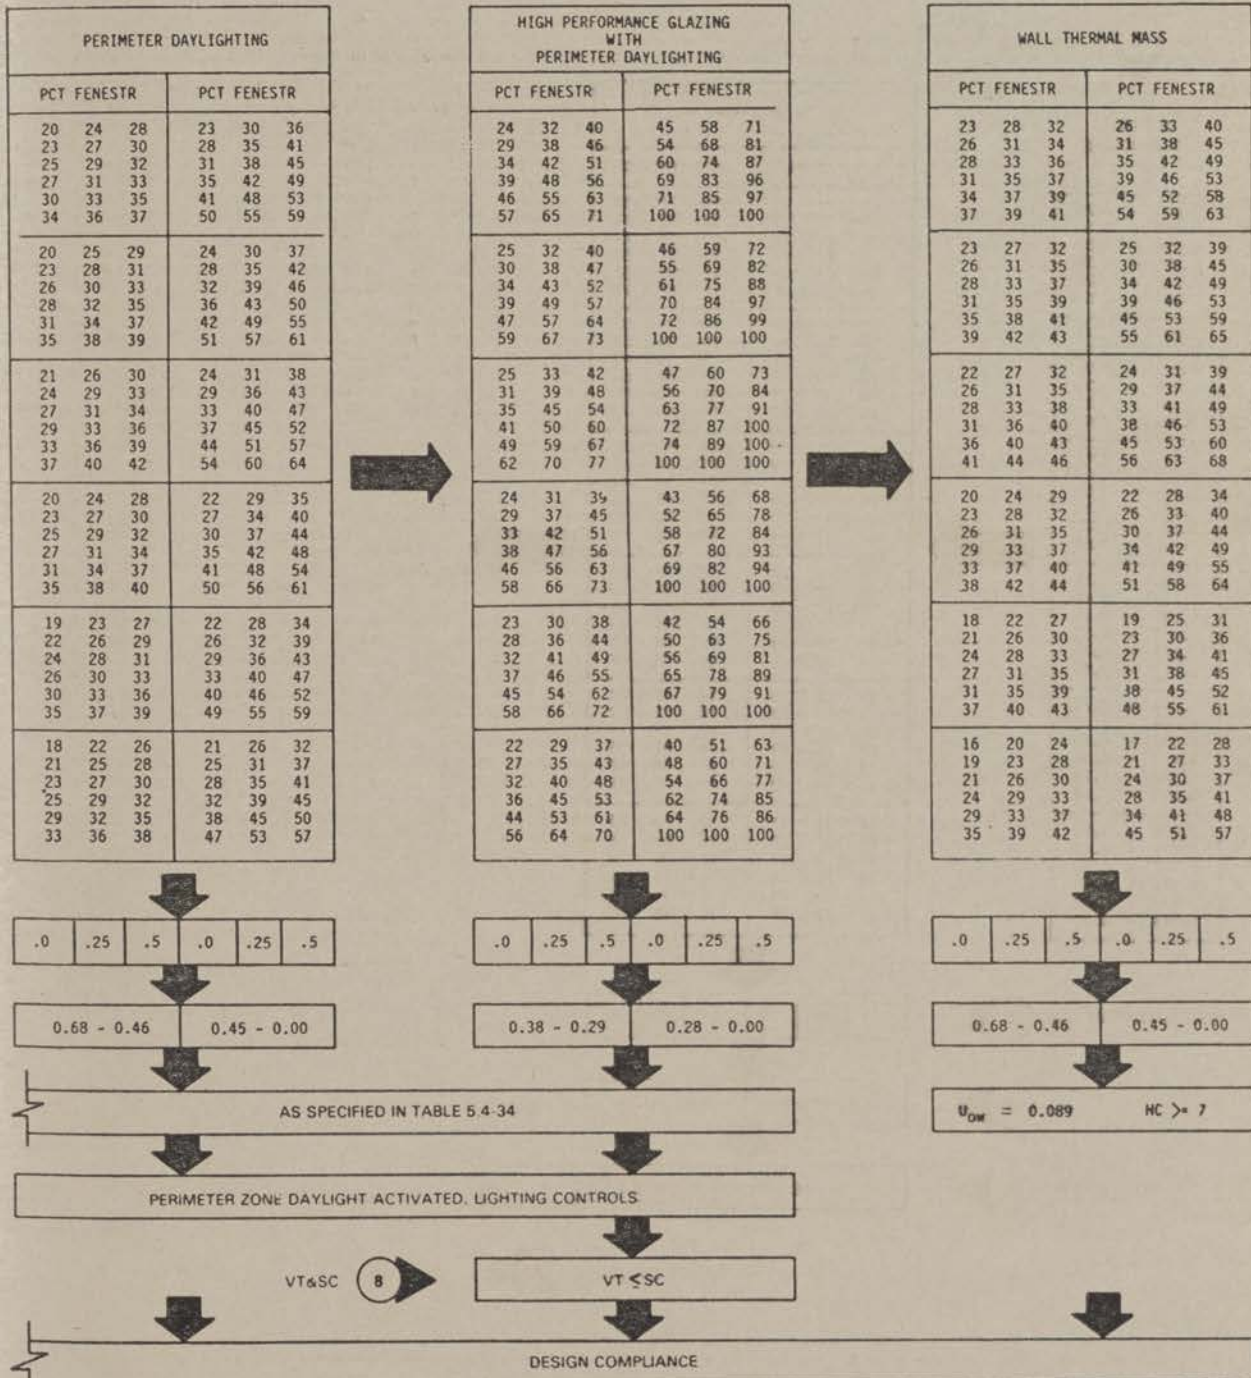 PERIMETER DAYLIGHTING
PCT FENESTR PCT FENESTR
20 24 28 23 30 36
23 27 30 28 35 41
25 29 32 31 38 45
27 31 33 35 42 49
30 33 35 41 48 53
34 36 37 50 55 59
20 25 29 24 30 37
23 28 31 28 35 42
26 30 33 32 39 46
28 32 35 36 43 50
31 34 37 42 49 55
35 38 39 51 57 61
21 26 30 24 31 38
24 29 33 29 36 43
27 31 34 33 40 47
29 33 36 37 45 52
33 36 39 44 51 57
37 40 42 54 60 64
20 24 28 22 29 35
23 27 30 27 34 40
25 29 32 30 37 44
27 31 34 35 42 48
31 34 37 41 48 54
35 38 40 50 56 61
19 23 27 22 28 34
22 26 29 26 32 39
24 28 31 29 36 43
26 30 33 33 40 47
30 33 36 40 46 52
35 37 39 49 55 59
18 22 26 21 26 32
21 25 28 25 31 37
23 27 30 28 35 41
25 29 32 32 39 45
29 32 35 38 45 50
33 36 38 47 53 57
.0 .25 .5 .0 .25 .5
0.68 - 0.46 0.45 - 0.00
HIGH PERFORMANCE GLAZING
WITH
PERIMETER DAYLIGHTING
PCT FENESTR PCT FENESTR
24 32 40 45 58 71
29 38 46 54 68 81
34 42 51 60 74 87
39 48 56 69 83 96
46 55 63 71 85 97
57 65 71 100 100 100
25 32 40 46 59 72
30 38 47 55 69 82
34 43 52 61 75 88
39 49 57 70 84 97
47 57 64 72 86 99
59 67 73 100 100 100
25 33 42 47 60 73
31 39 48 56 70 84
35 45 54 63 77 91
41 50 60 72 87 100
49 59 67 74 89 100
62 70 77 100 100 100
24 31 39 43 56 68
29 37 45 52 65 78
33 42 51 58 72 84
38 47 56 67 80 93
46 56 63 69 82 94
58 66 73 100 100 100
23 30 38 42 54 66
28 36 44 50 63 75
32 41 49 56 69 81
37 46 55 65 78 89
45 54 62 67 79 91
58 66 72 100 100 100
22 29 37 40 51 63
27 35 43 48 60 71
32 40 48 54 66 77
36 45 53 62 74 85
44 53 61 64 76 86
56 64 70 100 100 100
.0 .25 .5 .0 .25 .5
0.38 - 0.29 0.28 - 0.00
WALL THERMAL MASS
PCT FENESTR PCT FENESTR
23 28 32 26 33 40
26 31 34 31 38 45
28 33 36 35 42 49
31 35 37 39 46 53
34 37 39 45 52 58
37 39 41 54 59 63
23 27 32 25 32 39
26 31 35 30 38 45
28 33 37 34 42 49
31 35 39 39 46 53
35 38 41 45 53 59
39 42 43 55 61 65
22 27 32 24 31 39
26 31 35 29 37 44
28 33 38 33 41 49
31 36 40 38 46 53
36 40 43 45 53 60
41 44 46 56 63 68
20 24 29 22 28 34
23 28 32 26 33 40
26 31 35 30 37 44
29 33 37 34 42 49
33 37 40 41 49 55
38 42 44 51 58 64
18 22 27 19 25 31
21 26 30 23 30 36
24 28 33 27 34 41
27 31 35 31 38 45
31 35 39 38 45 52
37 40 43 48 55 61
16 20 24 17 22 28
19 23 28 21 27 33
21 26 30 24 30 37
24 29 33 28 35 41
29 33 37 34 41 48
35 39 42 45 51 57
.0 .25 .5 .0 .25 .5
0.68 - 0.46 0.45 - 0.00
AS SPECIFIED IN TABLE 5.4-34
U_OW = 0.089 HC >= 7
PERIMETER ZONE DAYLIGHT ACTIVATED, LIGHTING CONTROLS
VT&SC 8 VT ≤ SC
DESIGN COMPLIANCE